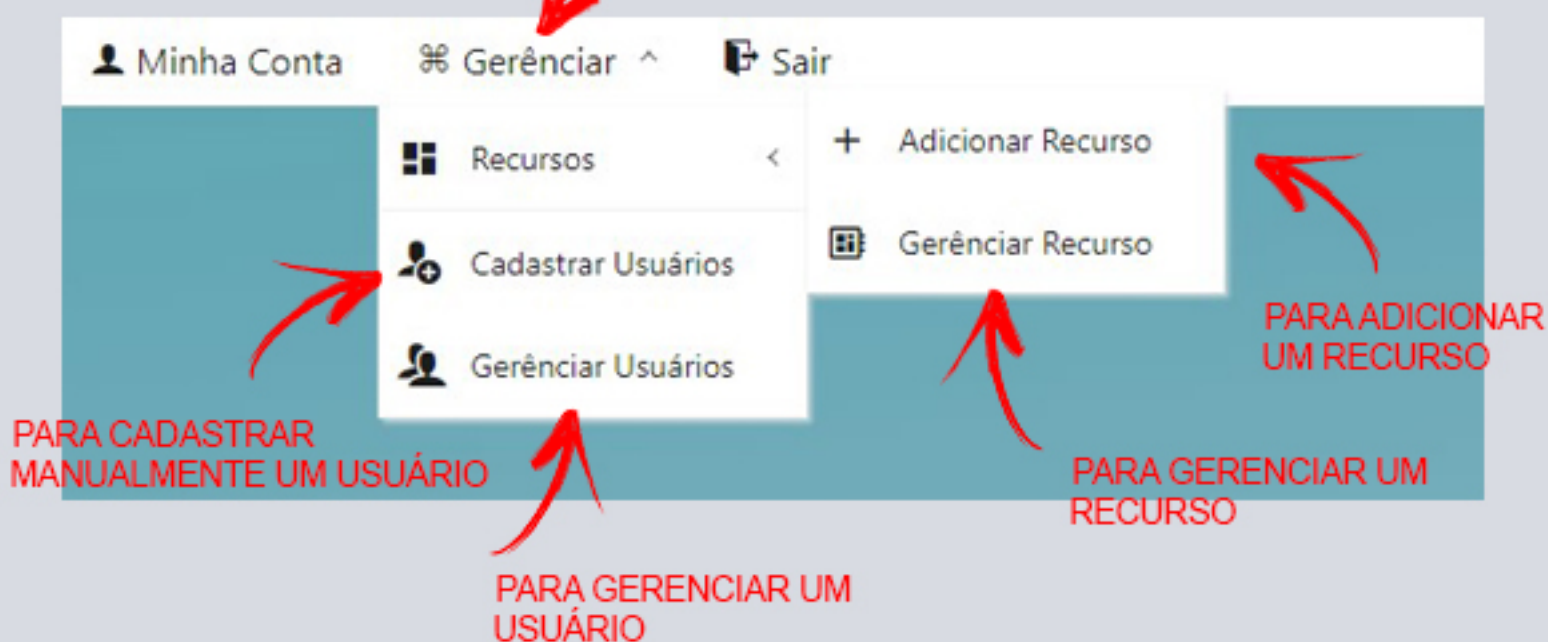 Minha Conta
Gerênciar
Sair
Recursos
Adicionar Recurso
Gerênciar Recurso
Cadastrar Usuários
Gerênciar Usuários
PARA ADICIONAR
UM RECURSO
PARA CADASTRAR
MANUALMENTE UM USUÁRIO
PARA GERENCIAR UM
RECURSO
PARA GERENCIAR UM
USUÁRIO